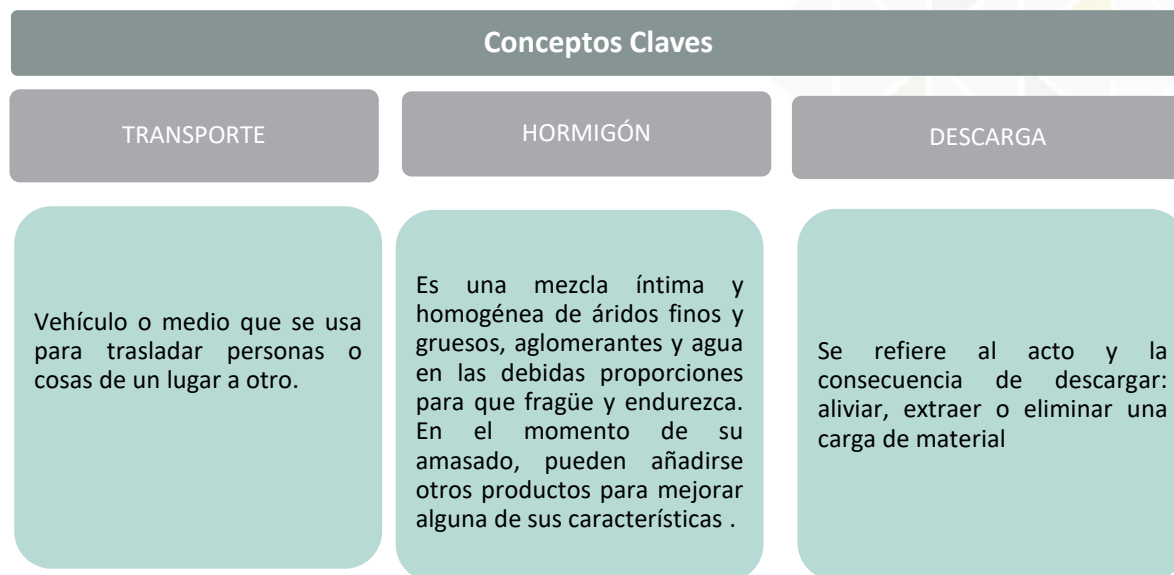 Conceptos Claves
TRANSPORTE
HORMIGÓN
DESCARGA
Vehículo o medio que se usa
para trasladar personas o
cosas de un lugar a otro.
Es una mezcla íntima y
homogénea de áridos finos y
gruesos, aglomerantes y agua
en las debidas proporciones
para que fragüe y endurezca.
En el momento de su
amasado, pueden añadirse
otros productos para mejorar
alguna de sus características .
Se refiere al acto y la
consecuencia de descargar:
aliviar, extraer o eliminar una
carga de material